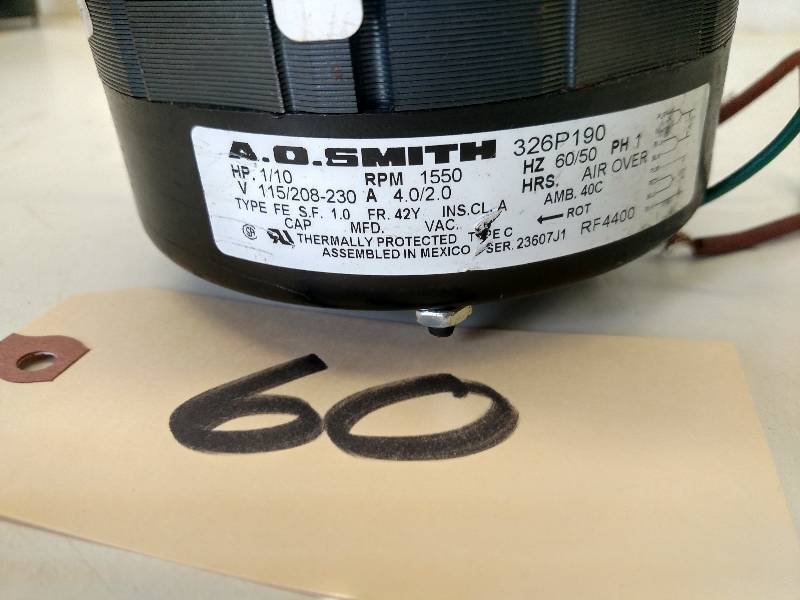 A.O.SMITH 326P190
HP. 1/10 RPM 1550 HZ 60/50 PH 1
V 115/208-230 A 4.0/2.0 HRS. AIR OVER
TYPE FE S.F. 1.0 FR. 42Y INS.CL. A AMB. 40C
CAP MFD. VAC. ← ROT
THERMALLY PROTECTED TYPE C RF4400
ASSEMBLED IN MEXICO SER. 23607J1
60